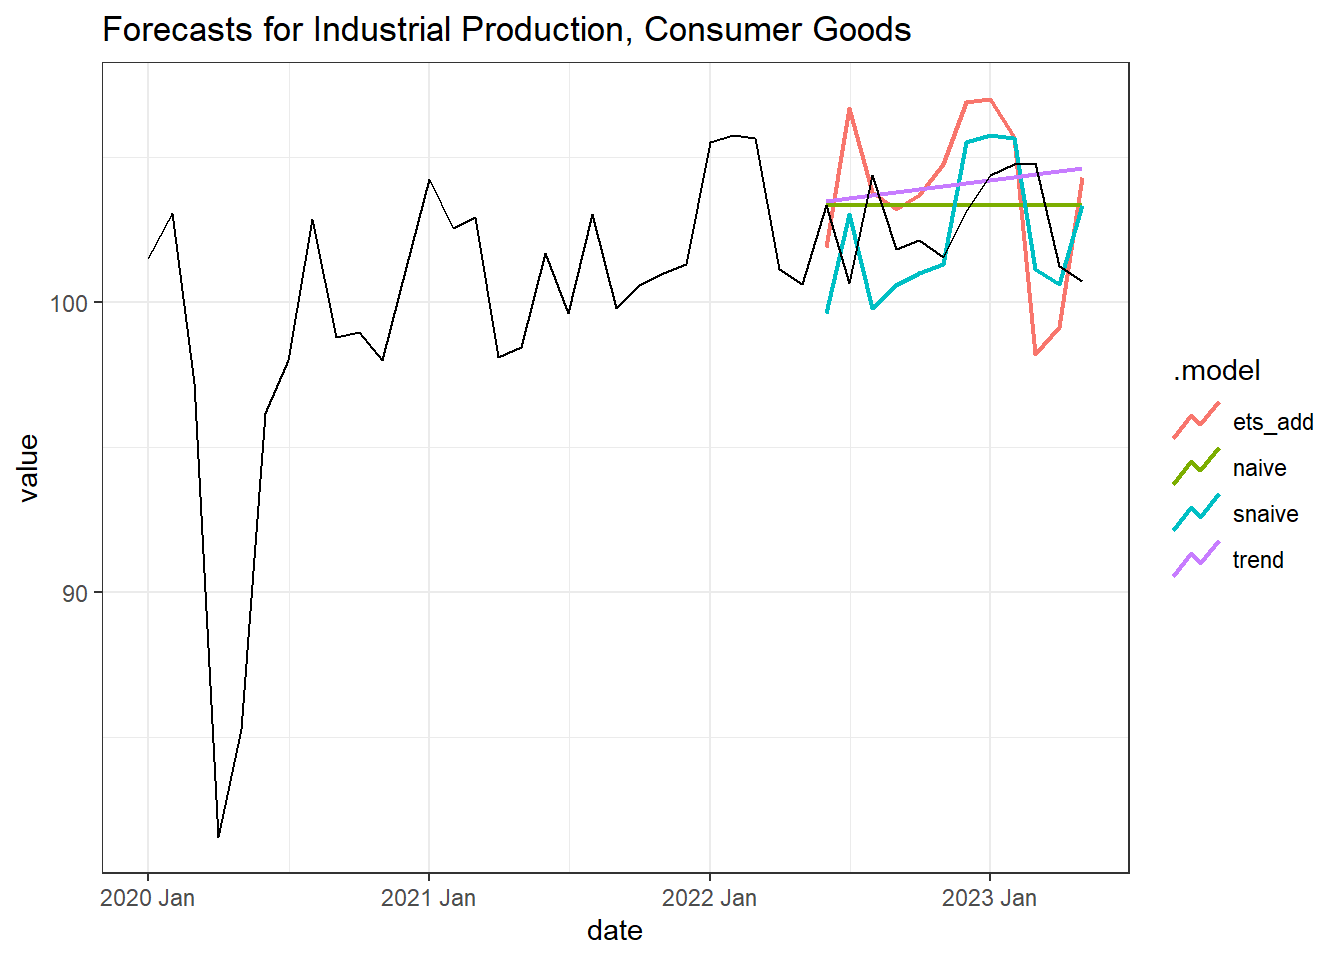 Forecasts for Industrial Production, Consumer Goods
value
100
90
2020 Jan
2021 Jan
2022 Jan
2023 Jan
date
.model
ets_add
naive
snaive
trend